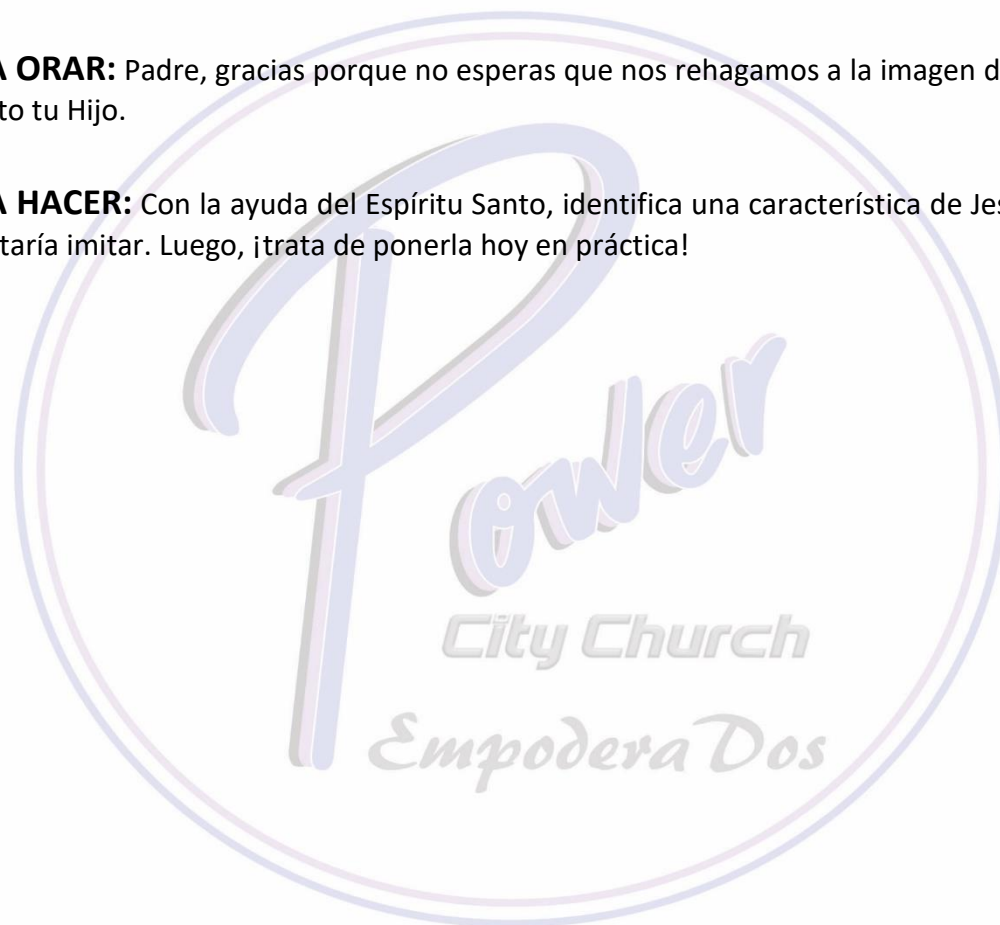 A ORAR: Padre, gracias porque no esperas que nos rehagamos a la imagen d
to tu Hijo.
A HACER: Con la ayuda del Espíritu Santo, identifica una característica de Jes
taría imitar. Luego, ¡trata de ponerla hoy en práctica!
Power
City Church
EmpoderaDos